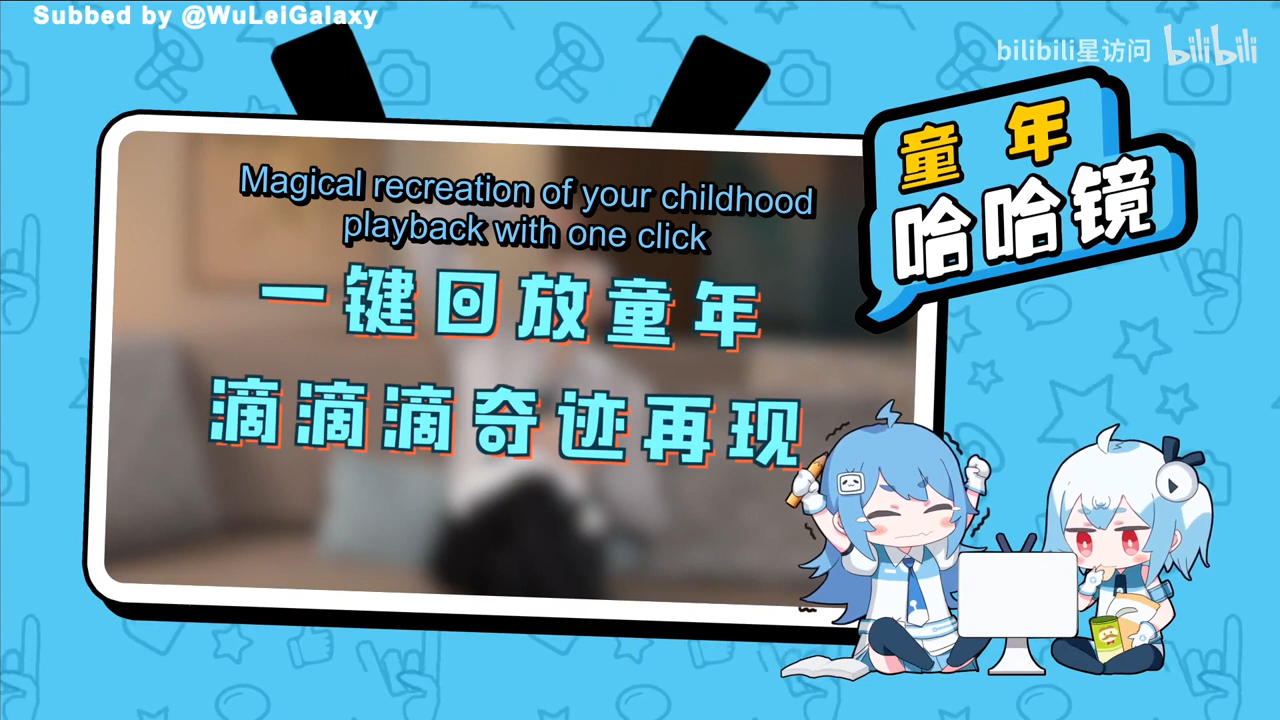 Subbed by @WuLeiGalaxy
bilibili星访问 bilibili
童年
哈哈镜
Magical recreation of your childhood
playback with one click
一键回放童年
滴滴滴奇迹再现